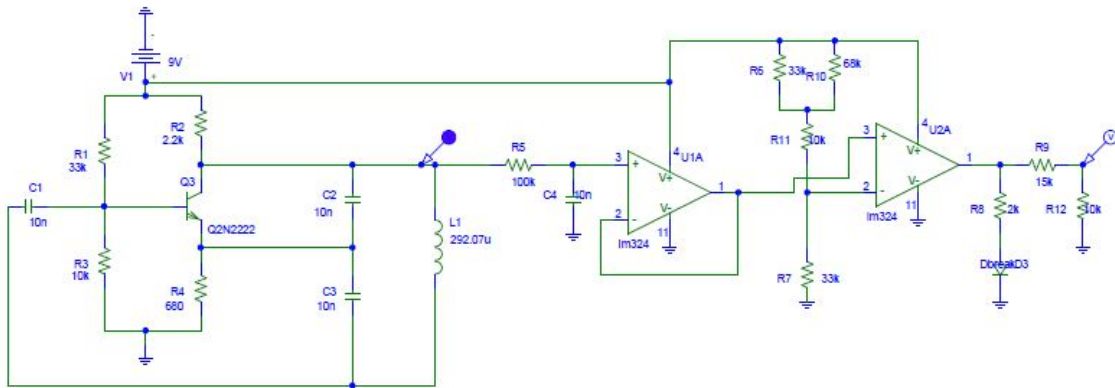 -
9V
V1
+
R1
33k
R2
2.2k
C1
10n
Q3
Q2N2222
R3
10k
R4
680
C2
10n
C3
10n
L1
292.07u
R5
100k
C4
10n
3
+
4
V+
U1A
1
2
-
V-
11
lm324
R6
33k
R10
68k
R11
10k
R7
33k
3
+
4
V+
U2A
1
2
-
V-
11
lm324
R9
15k
R8
2k
R12
10k
DbreakD3
V